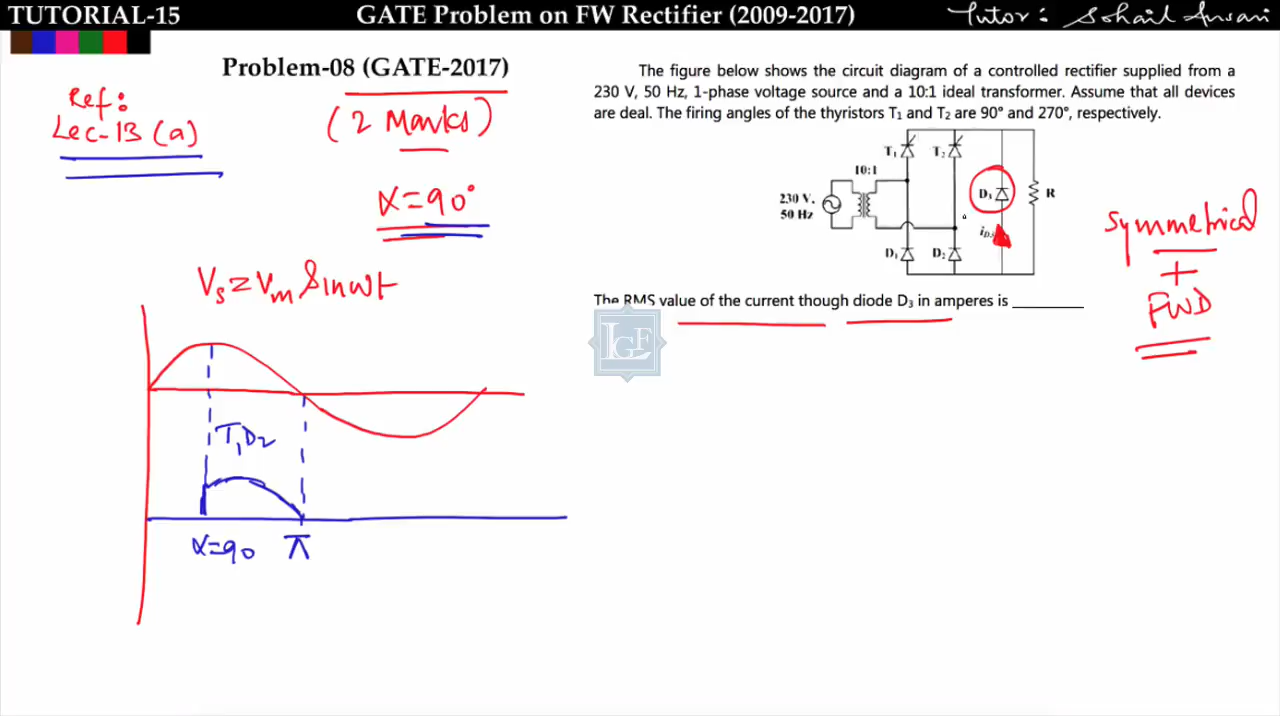 TUTORIAL-15
GATE Problem on FW Rectifier (2009-2017)
Tutor : Sohail Ansari
Problem-08 (GATE-2017)
(2 Marks)
Ref:
Lec-13 (a)
α=90°
Vs=Vm Sinωt
T1D2
α=90
π
The figure below shows the circuit diagram of a controlled rectifier supplied from a
230 V, 50 Hz, 1-phase voltage source and a 10:1 ideal transformer. Assume that all devices
are deal. The firing angles of the thyristors T1 and T2 are 90° and 270°, respectively.
T1
T2
10:1
230 V.
50 Hz
D3
R
D1
D2
The RMS value of the current though diode D3 in amperes is ________
Symmetrical
+
FWD
LGF